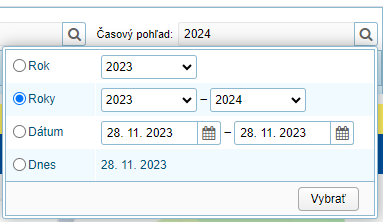 Časový pohľad: 2024
Rok 2023
Roky 2023 – 2024
Dátum 28. 11. 2023 – 28. 11. 2023
Dnes 28. 11. 2023
Vybrať